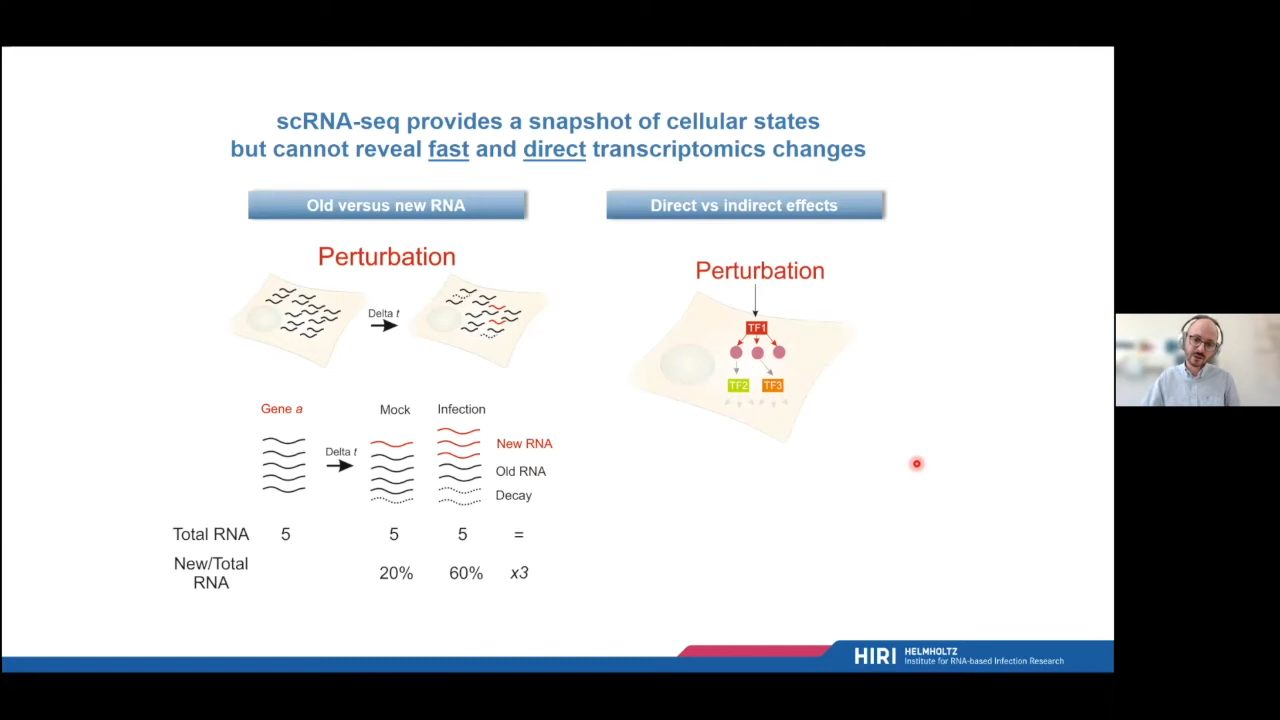 scRNA-seq provides a snapshot of cellular states
but cannot reveal fast and direct transcriptomics changes
Old versus new RNA
Perturbation
Delta t
Gene a
Delta t
Mock
Infection
New RNA
Old RNA
Decay
Total RNA 5 5 5 =
New/Total
RNA
20% 60% x3
Direct vs indirect effects
Perturbation
TF1
TF2 TF3
HIRI
HELMHOLTZ
Institute for RNA-based Infection Research